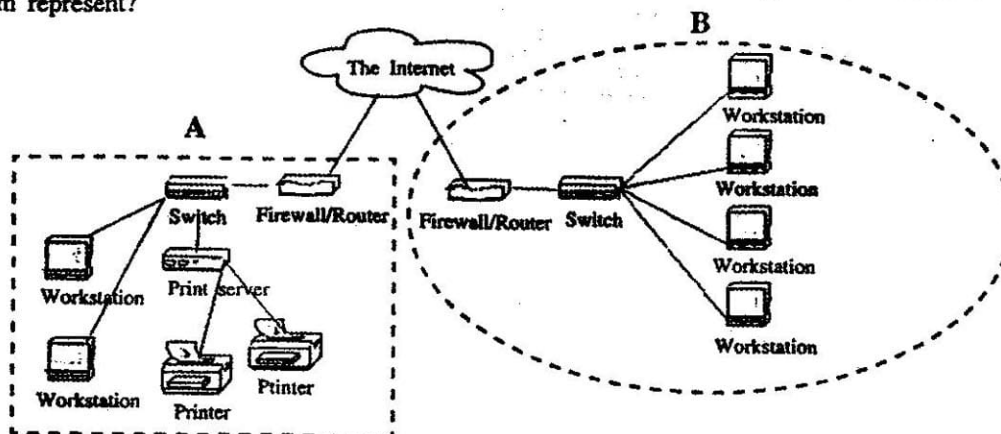 m represent?
B
The Internet
A
Workstation
Workstation
Switch
Firewall/Router
Firewall/Router
Switch
Workstation
Print server
Workstation
Workstation
Workstation
Printer
Ptinter